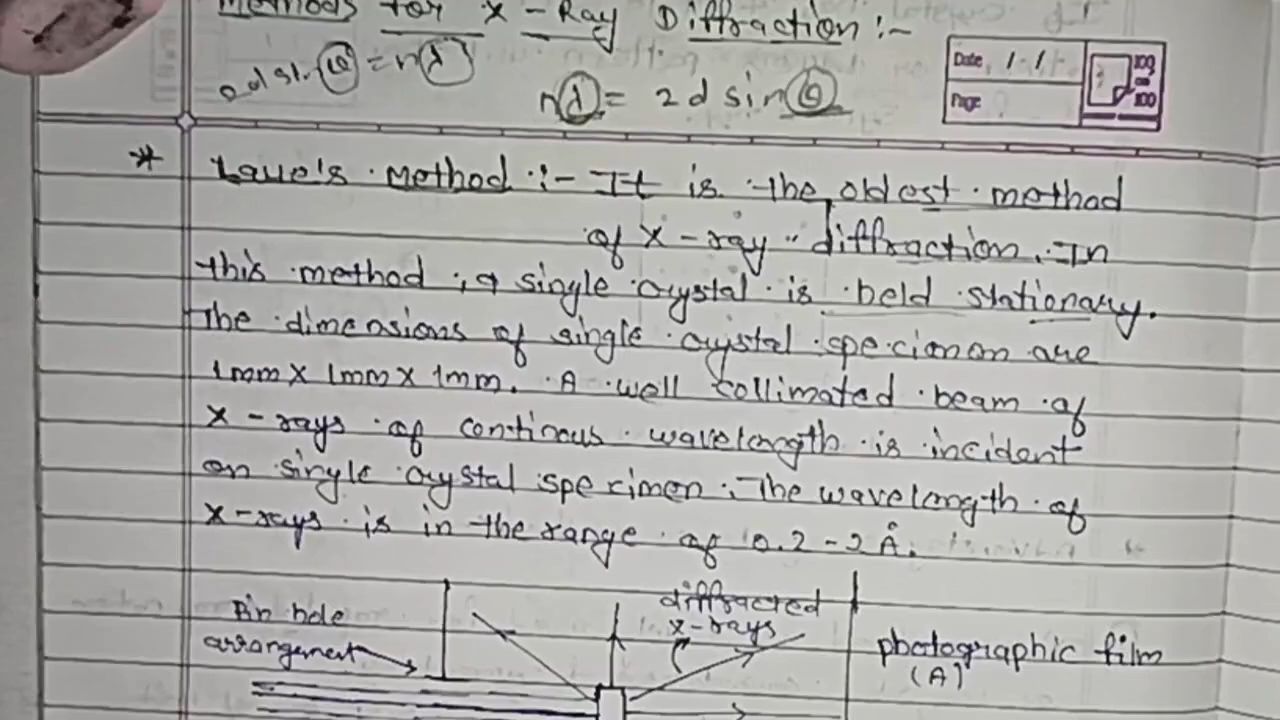 Methods for X-Ray Diffraction :-
2d sin θ = nλ
nλ = 2d sin θ
Date / /
Page
* Laue's method :- It is the oldest method
of X-ray diffraction. In
this method, a single crystal is held stationary.
The dimensions of single crystal specimen are
1mm X 1mm X 1mm. A well collimated beam of
X-rays of continous wavelength is incident
on single crystal specimen. The wavelength of
X-rays is in the range of 0.2 - 2 Å.
Pin hole
arrangement
diffracted
X-rays
photographic film
(A)